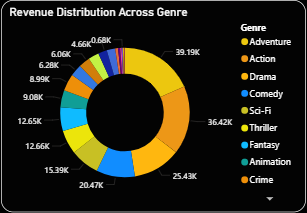 Revenue Distribution Across Genre
Genre
Adventure
Action
Drama
Comedy
Sci-Fi
Thriller
Fantasy
Animation
Crime
39.19K
36.42K
25.43K
20.47K
15.39K
12.66K
12.65K
9.08K
8.99K
6.28K
6.06K
4.66K
0.68K